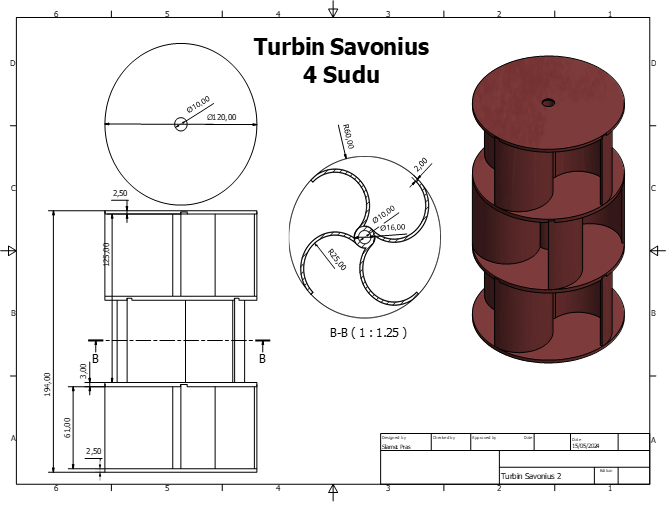 6 5 4 3 2 1
Turbin Savonius
4 Sudu
D D
Ø10.00
Ø120,00
R60,00
2,00
C C
2,50
Ø10,00
Ø16,00
R25,00
125,00
B-B ( 1 : 1.25 )
B B
B B
3,00
194,00
61,00
2,50
A A
Designed by Checked by Approved by Date Date
Slamet Pras 15/05/2024
Edition
Turbin Savonius 2
6 5 4 3 2 1